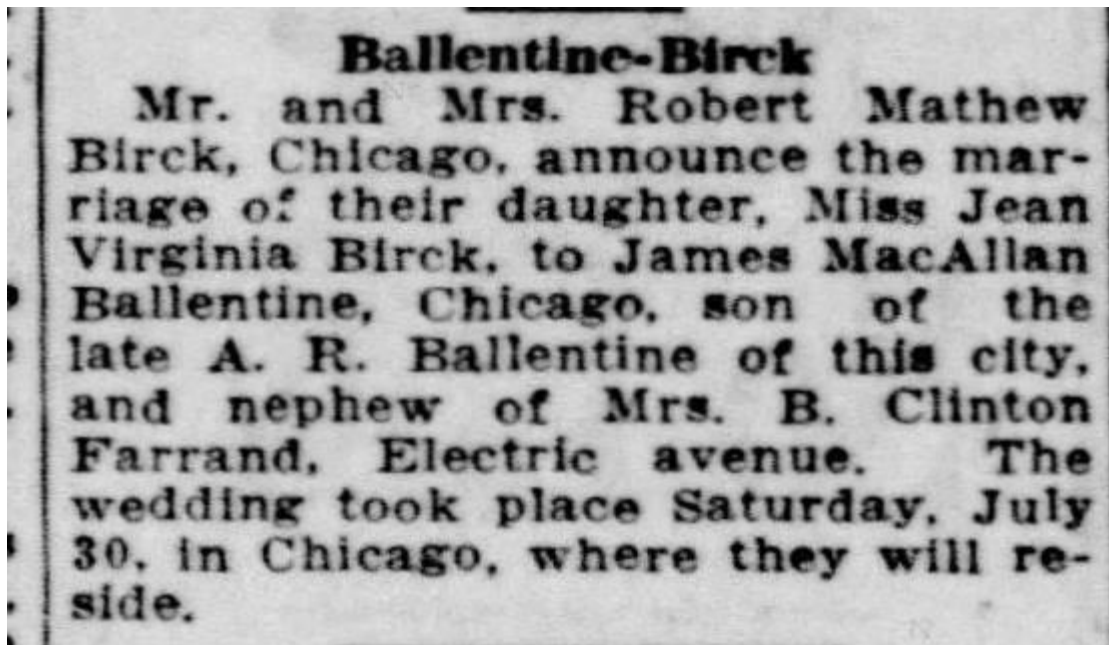 Ballentine-Birck
Mr. and Mrs. Robert Mathew
Birck, Chicago, announce the mar-
riage of their daughter, Miss Jean
Virginia Birck, to James MacAllan
Ballentine, Chicago, son of the
late A. R. Ballentine of this city,
and nephew of Mrs. B. Clinton
Farrand, Electric avenue. The
wedding took place Saturday, July
30, in Chicago, where they will re-
side.